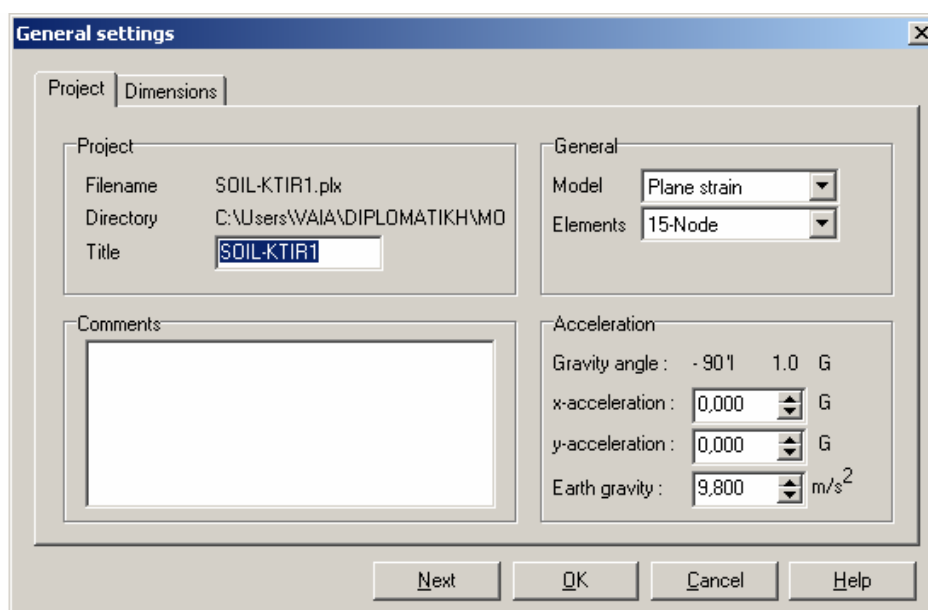 General settings
Project
Dimensions
Project
Filename SOIL-KTIR1.plx
Directory C:\Users\VAIA\DIPLOMATIKH\MO
Title SOIL-KTIR1
General
Model Plane strain
Elements 15-Node
Comments
Acceleration
Gravity angle : - 90'l 1.0 G
x-acceleration : 0,000 G
y-acceleration : 0,000 G
Earth gravity : 9,800 m/s²
Next
OK
Cancel
Help